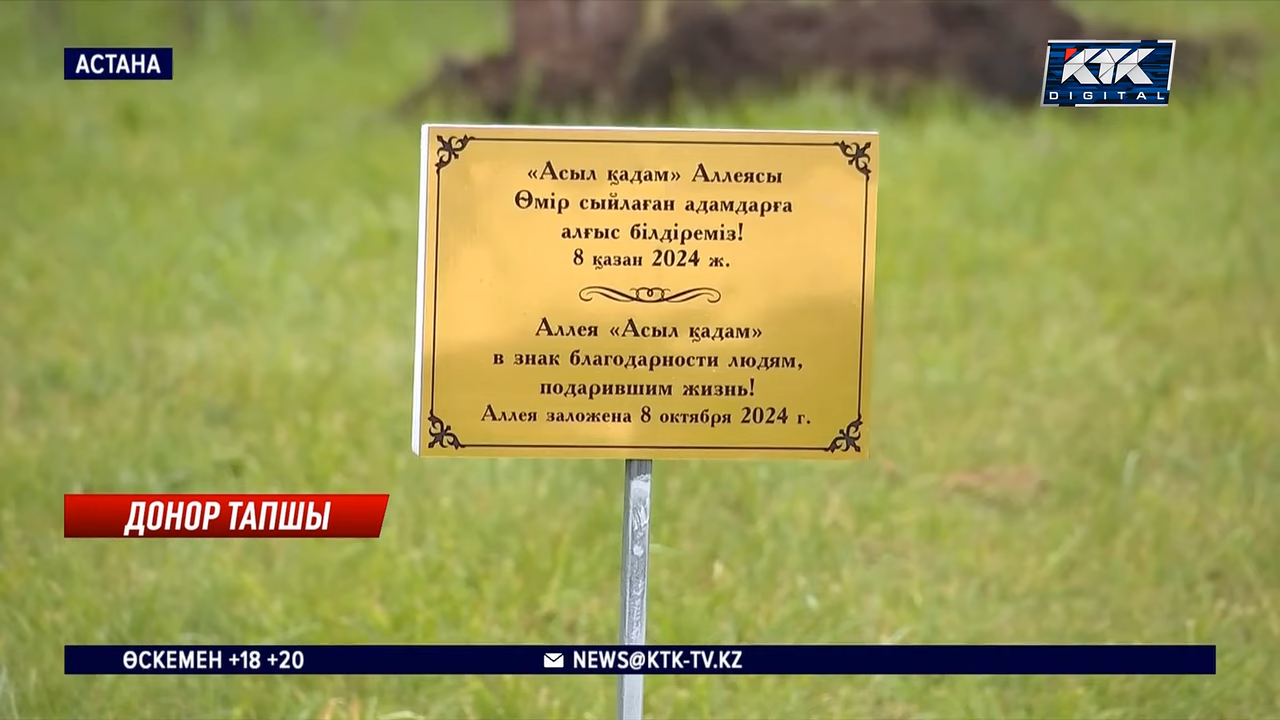 АСТАНА
КТК
DIGITAL
«Асыл қадам» Аллеясы
Өмір сыйлаған адамдарға
алғыс білдіреміз!
8 қазан 2024 ж.
Аллея «Асыл қадам»
в знак благодарности людям,
подарившим жизнь!
Аллея заложена 8 октября 2024 г.
ДОНОР ТАПШЫ
ӨСКЕМЕН +18 +20
NEWS@KTK-TV.KZ